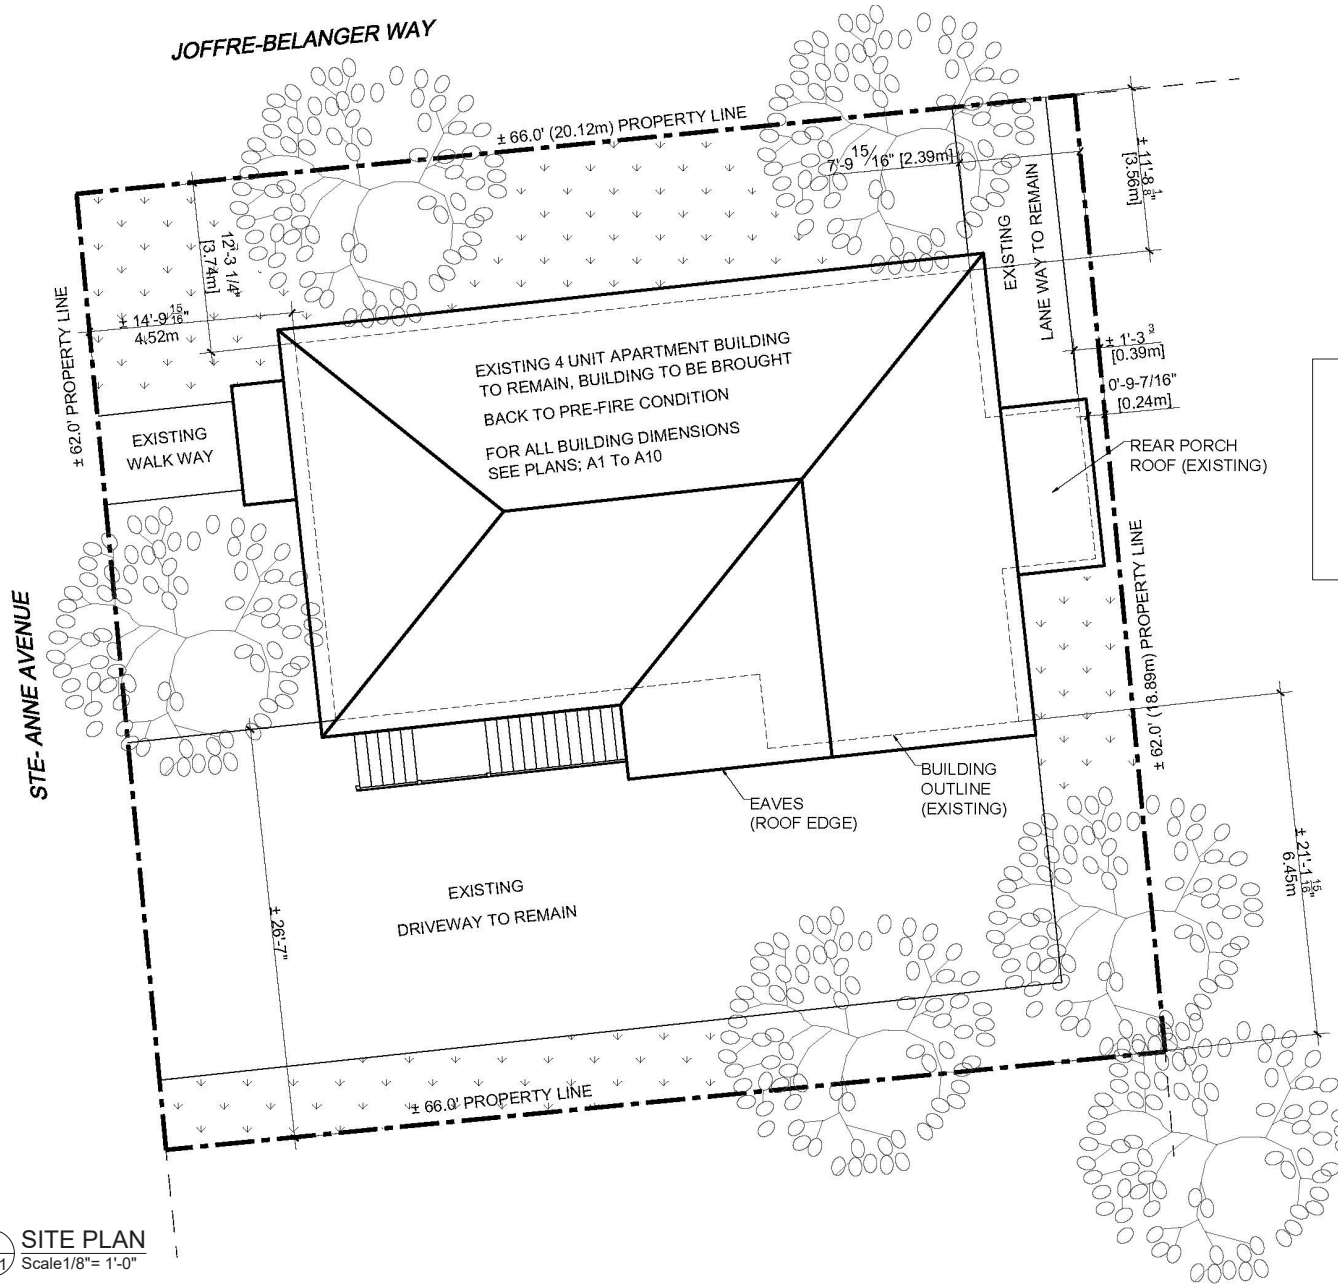 JOFFRE-BELANGER WAY
± 66.0' (20.12m) PROPERTY LINE
7'-9 15/16" [2.39m]
± 11'-8 1/8"
[3.56m]
EXISTING
LANE WAY TO REMAIN
12'-3 1/4"
[3.74m]
± 14'-9 15/16"
4.52m
± 62.0' PROPERTY LINE
EXISTING 4 UNIT APARTMENT BUILDING
TO REMAIN, BUILDING TO BE BROUGHT
BACK TO PRE-FIRE CONDITION
FOR ALL BUILDING DIMENSIONS
SEE PLANS; A1 To A10
± 1'-3 3
[0.39m]
0'-9-7/16"
[0.24m]
EXISTING
WALK WAY
REAR PORCH
ROOF (EXISTING)
STE- ANNE AVENUE
± 62.0' (18.89m) PROPERTY LINE
BUILDING
OUTLINE
(EXISTING)
EAVES
(ROOF EDGE)
± 21'-1 15/16"
6.45m
EXISTING
DRIVEWAY TO REMAIN
± 26'-7"
± 66.0' PROPERTY LINE
SITE PLAN
1
Scale1/8"= 1'-0"